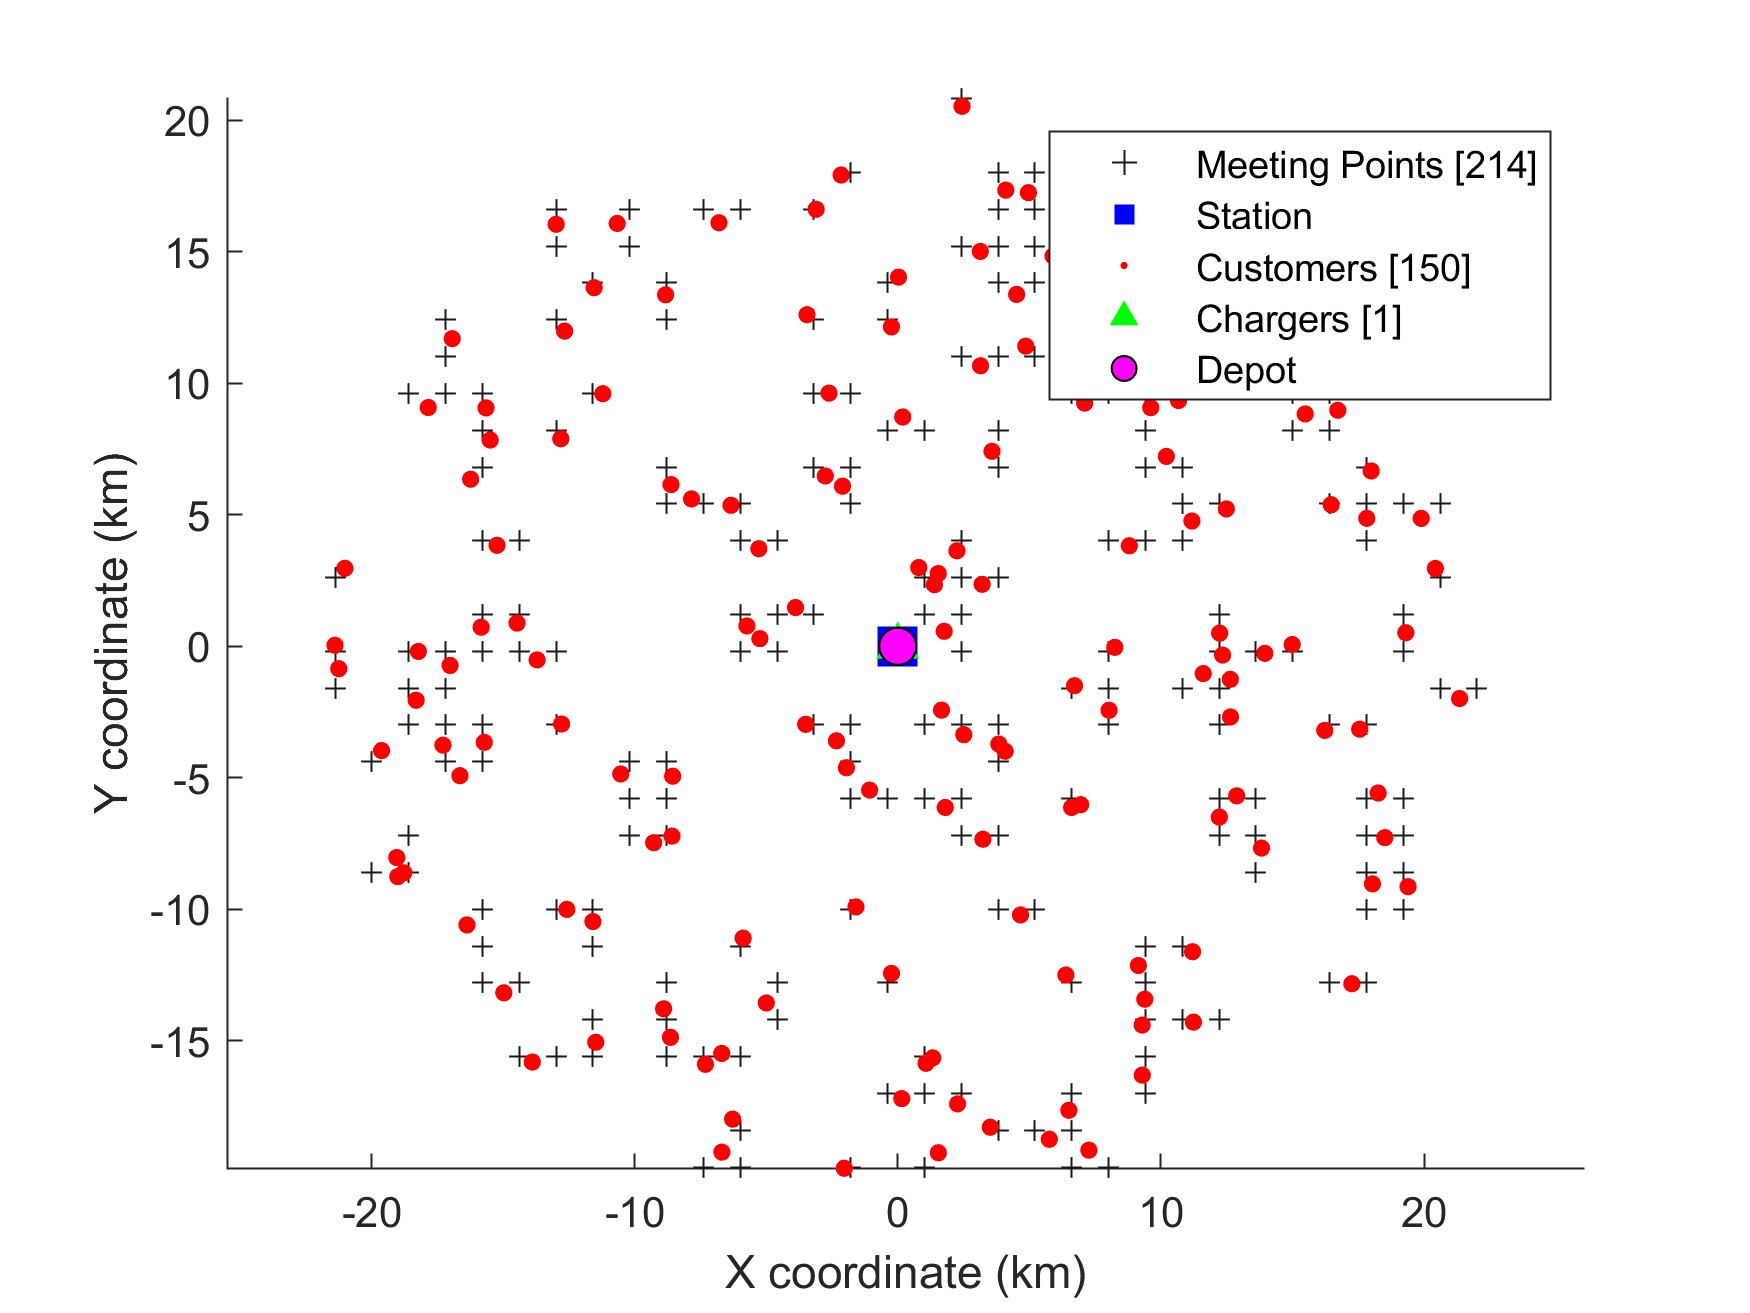 20
15
10
5
0
-5
-10
-15
Y coordinate (km)
Meeting Points [214]
Station
Customers [150]
Chargers [1]
Depot
-20 -10 0 10 20
X coordinate (km)